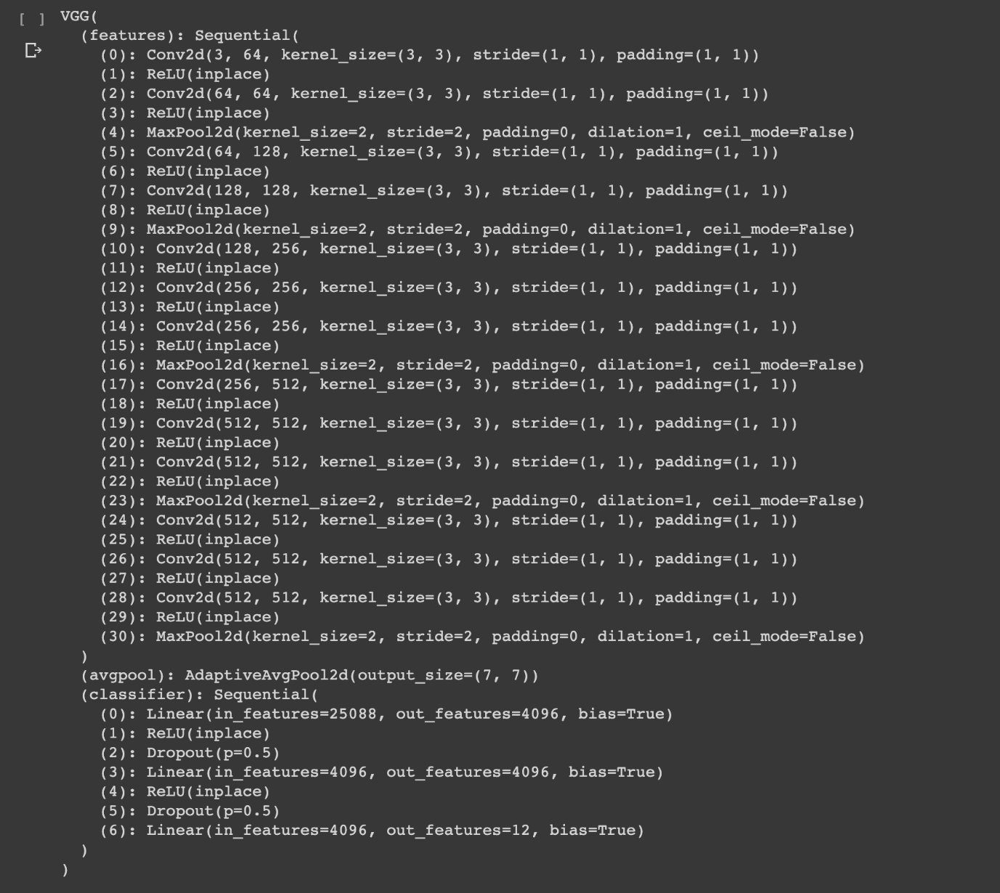 [ ] VGG(
(features): Sequential(
(0): Conv2d(3, 64, kernel_size=(3, 3), stride=(1, 1), padding=(1, 1))
(1): ReLU(inplace)
(2): Conv2d(64, 64, kernel_size=(3, 3), stride=(1, 1), padding=(1, 1))
(3): ReLU(inplace)
(4): MaxPool2d(kernel_size=2, stride=2, padding=0, dilation=1, ceil_mode=False)
(5): Conv2d(64, 128, kernel_size=(3, 3), stride=(1, 1), padding=(1, 1))
(6): ReLU(inplace)
(7): Conv2d(128, 128, kernel_size=(3, 3), stride=(1, 1), padding=(1, 1))
(8): ReLU(inplace)
(9): MaxPool2d(kernel_size=2, stride=2, padding=0, dilation=1, ceil_mode=False)
(10): Conv2d(128, 256, kernel_size=(3, 3), stride=(1, 1), padding=(1, 1))
(11): ReLU(inplace)
(12): Conv2d(256, 256, kernel_size=(3, 3), stride=(1, 1), padding=(1, 1))
(13): ReLU(inplace)
(14): Conv2d(256, 256, kernel_size=(3, 3), stride=(1, 1), padding=(1, 1))
(15): ReLU(inplace)
(16): MaxPool2d(kernel_size=2, stride=2, padding=0, dilation=1, ceil_mode=False)
(17): Conv2d(256, 512, kernel_size=(3, 3), stride=(1, 1), padding=(1, 1))
(18): ReLU(inplace)
(19): Conv2d(512, 512, kernel_size=(3, 3), stride=(1, 1), padding=(1, 1))
(20): ReLU(inplace)
(21): Conv2d(512, 512, kernel_size=(3, 3), stride=(1, 1), padding=(1, 1))
(22): ReLU(inplace)
(23): MaxPool2d(kernel_size=2, stride=2, padding=0, dilation=1, ceil_mode=False)
(24): Conv2d(512, 512, kernel_size=(3, 3), stride=(1, 1), padding=(1, 1))
(25): ReLU(inplace)
(26): Conv2d(512, 512, kernel_size=(3, 3), stride=(1, 1), padding=(1, 1))
(27): ReLU(inplace)
(28): Conv2d(512, 512, kernel_size=(3, 3), stride=(1, 1), padding=(1, 1))
(29): ReLU(inplace)
(30): MaxPool2d(kernel_size=2, stride=2, padding=0, dilation=1, ceil_mode=False)
)
(avgpool): AdaptiveAvgPool2d(output_size=(7, 7))
(classifier): Sequential(
(0): Linear(in_features=25088, out_features=4096, bias=True)
(1): ReLU(inplace)
(2): Dropout(p=0.5)
(3): Linear(in_features=4096, out_features=4096, bias=True)
(4): ReLU(inplace)
(5): Dropout(p=0.5)
(6): Linear(in_features=4096, out_features=12, bias=True)
)
)